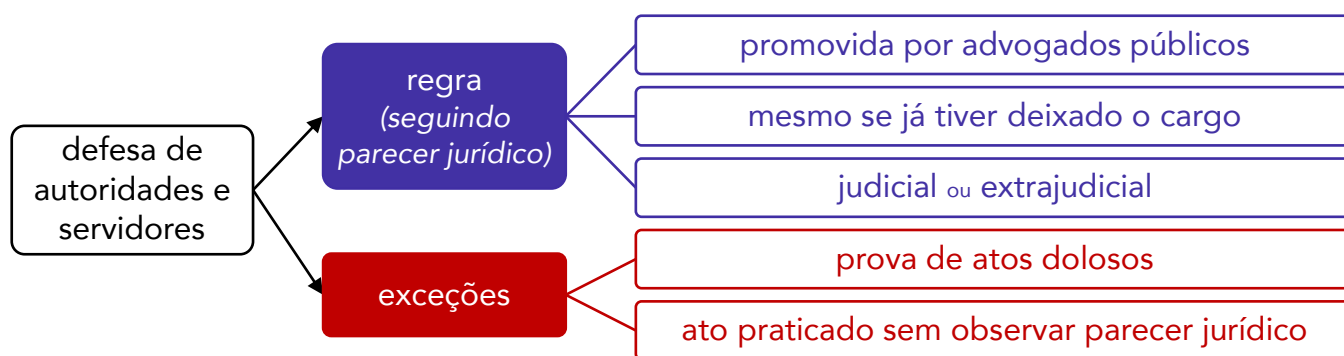 defesa de
autoridades e
servidores
regra
(seguindo
parecer jurídico)
promovida por advogados públicos
mesmo se já tiver deixado o cargo
judicial ou extrajudicial
exceções
prova de atos dolosos
ato praticado sem observar parecer jurídico